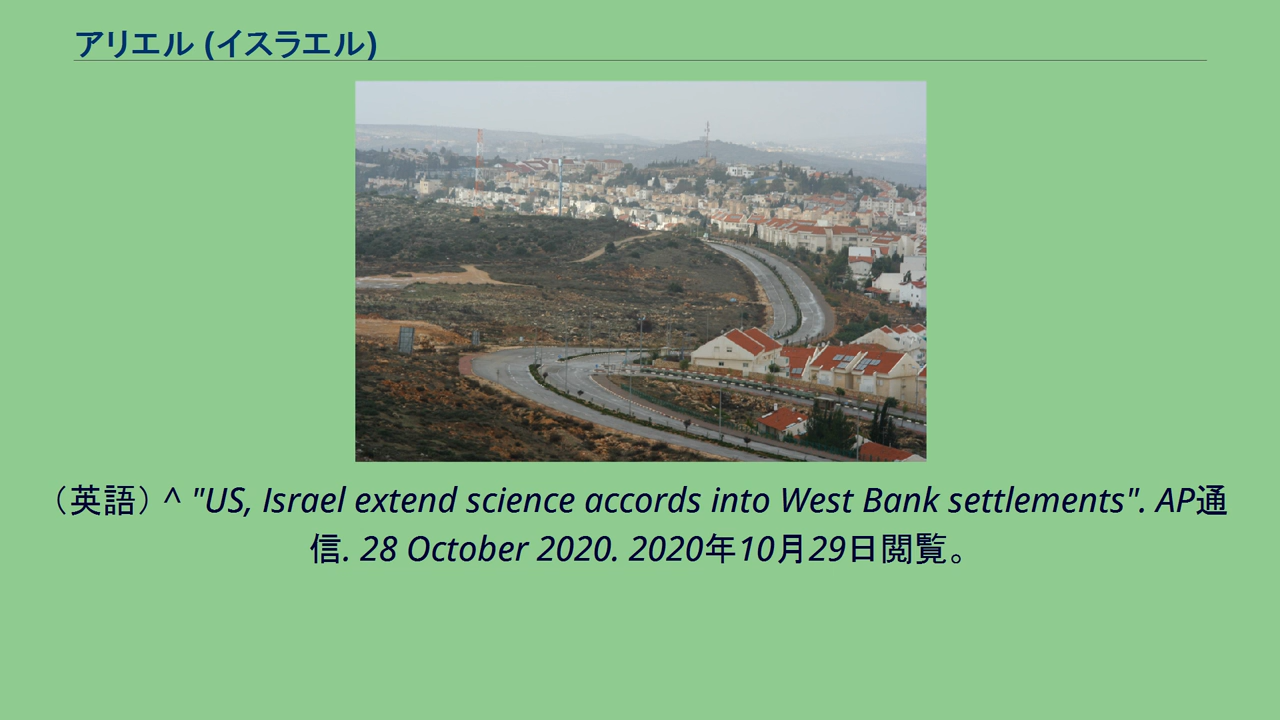 アリエル (イスラエル)
（英語） ^ "US, Israel extend science accords into West Bank settlements". AP通
信. 28 October 2020. 2020年10月29日閲覧。